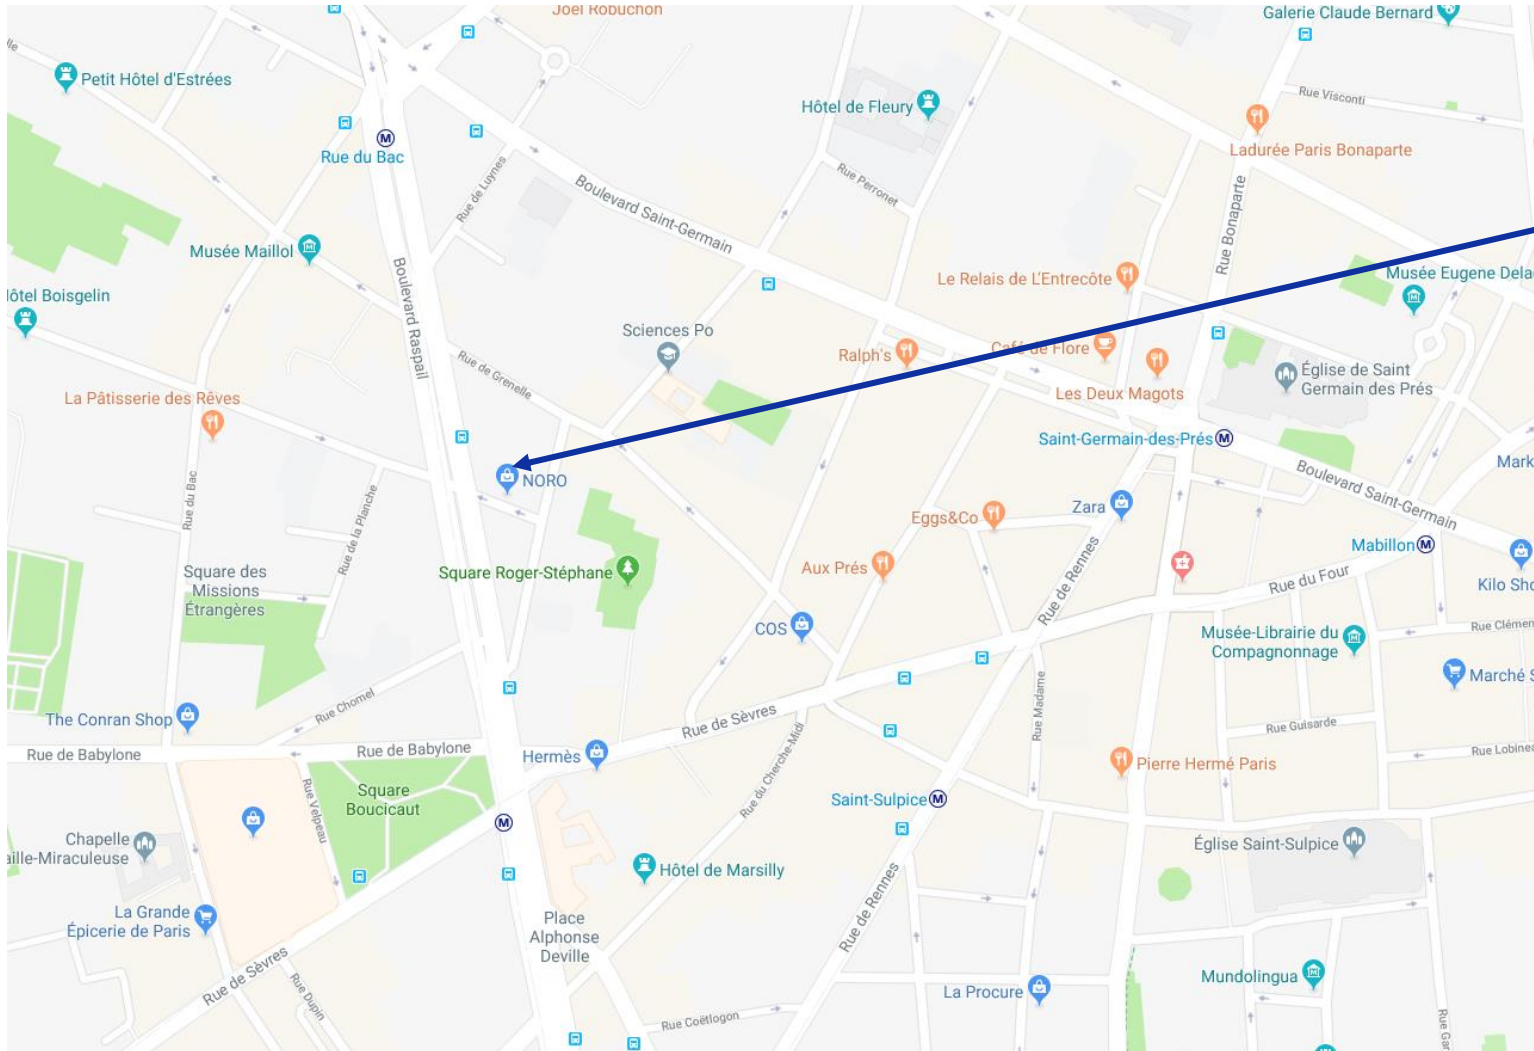 Joël Robuchon
Galerie Claude Bernard
Petit Hôtel d'Estrées
Rue Visconti
Hôtel de Fleury
M
Rue du Bac
Ladurée Paris Bonaparte
Rue de Luynes
Rue Perronet
Boulevard Saint-Germain
Rue Bonaparte
Musée Maillol
Boulevard Raspail
Le Relais de L'Entrecôte
Musée Eugene Dela
Hôtel Boisgelin
Sciences Po
Ralph's
Café de Flore
Rue de Grenelle
Église de Saint
Germain des Prés
La Pâtisserie des Rêves
Les Deux Magots
Saint-Germain-des-Prés M
NORO
Boulevard Saint-Germain
Mark
Rue du Bac
Rue de la Planche
Zara
Eggs&Co
Mabillon M
Square des
Missions
Étrangères
Square Roger-Stéphane
Aux Prés
Rue de Rennes
Rue du Four
Kilo Sho
COS
Musée-Librairie du
Compagnonnage
Rue Clémen
Marché S
Rue Chomel
Rue Madame
The Conran Shop
Rue de Sèvres
Rue Guisarde
Rue de Babylone
Rue de Babylone
Hermès
Rue du Cherche-Midi
Pierre Hermé Paris
Rue Lobinea
Square
Boucicaut
Rue Velpeau
Saint-Sulpice M
M
Chapelle
aille-Miraculeuse
Église Saint-Sulpice
Hôtel de Marsilly
La Grande
Épicerie de Paris
Place
Alphonse
Deville
Rue de Rennes
Rue de Sèvres
Rue Dupin
La Procure
Mundolingua
Rue Coëtlogon
Rue Gar